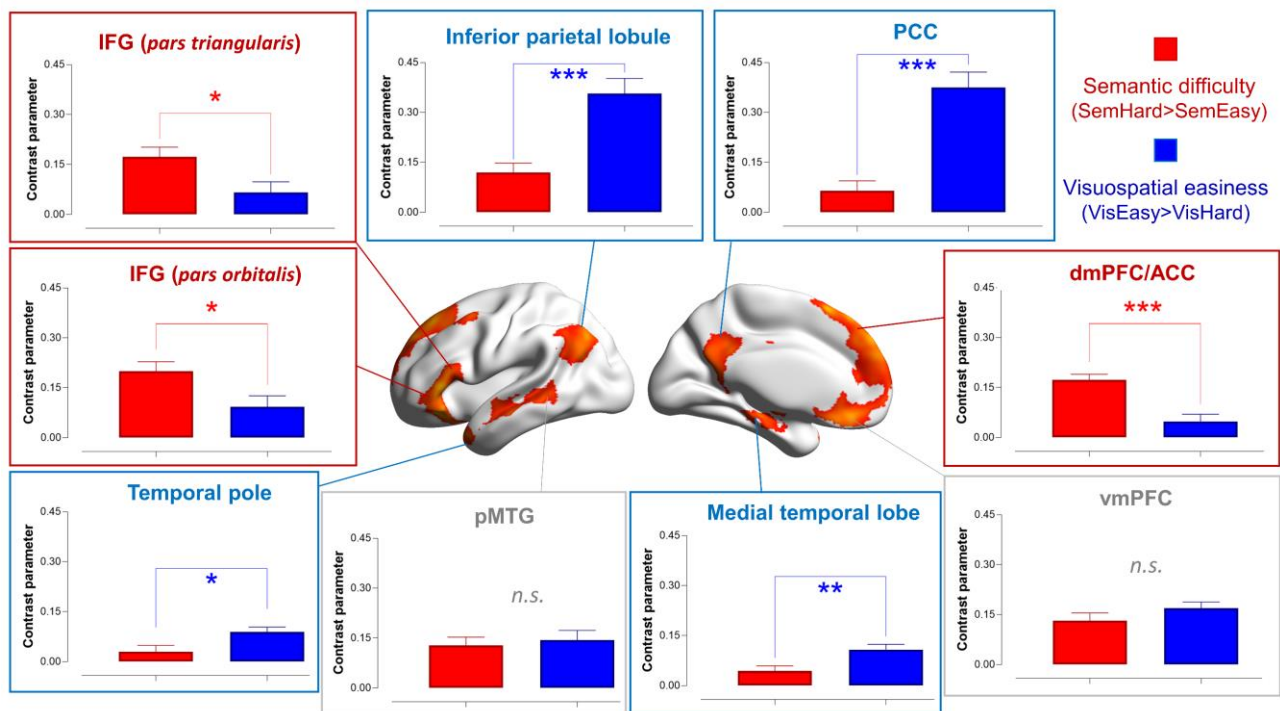 IFG (pars triangularis)
Contrast parameter
0.45
0.30
0.15
0.00
*
Inferior parietal lobule
Contrast parameter
0.45
0.30
0.15
0.00
***
PCC
Contrast parameter
0.45
0.30
0.15
0.00
***
Semantic difficulty
(SemHard>SemEasy)
Visuospatial easiness
(VisEasy>VisHard)
IFG (pars orbitalis)
Contrast parameter
0.45
0.30
0.15
0.00
*
dmPFC/ACC
Contrast parameter
0.45
0.30
0.15
0.00
***
Temporal pole
Contrast parameter
0.45
0.30
0.15
0.00
*
pMTG
Contrast parameter
0.45
0.30
0.15
0.00
n.s.
Medial temporal lobe
Contrast parameter
0.45
0.30
0.15
0.00
**
vmPFC
Contrast parameter
0.45
0.30
0.15
0.00
n.s.